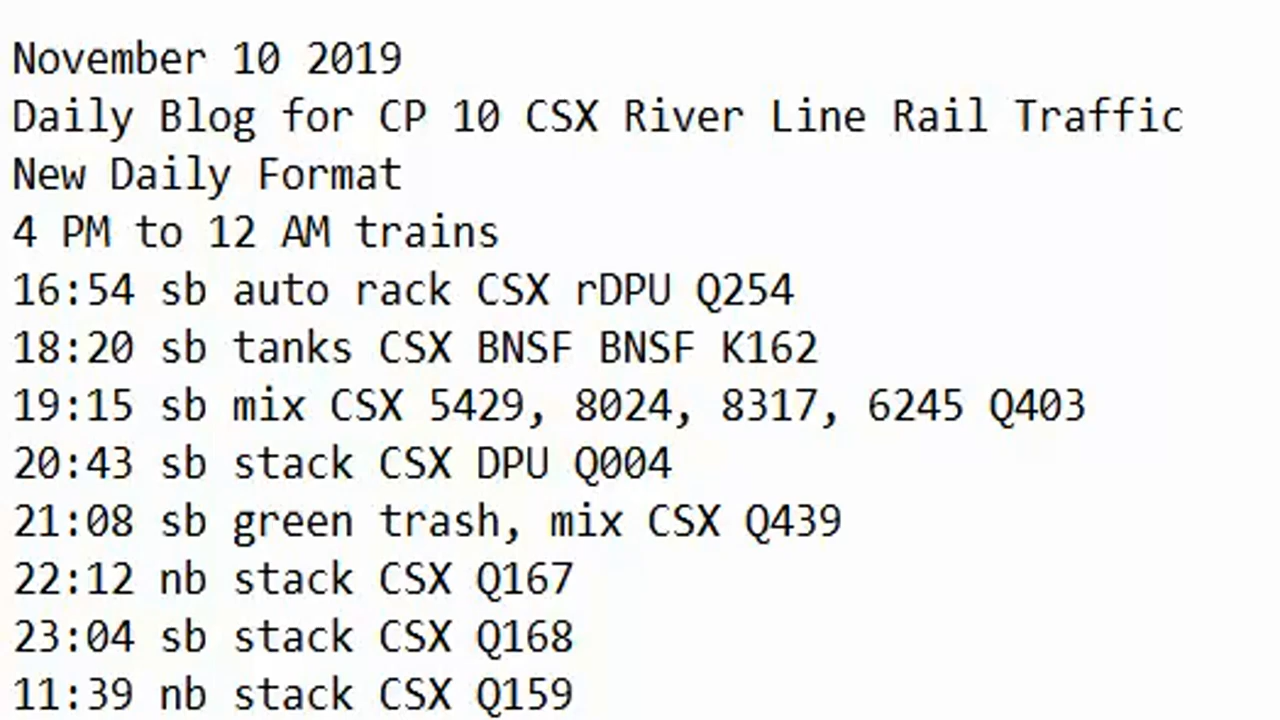 November 10 2019
Daily Blog for CP 10 CSX River Line Rail Traffic
New Daily Format
4 PM to 12 AM trains
16:54 sb auto rack CSX rDPU Q254
18:20 sb tanks CSX BNSF BNSF K162
19:15 sb mix CSX 5429, 8024, 8317, 6245 Q403
20:43 sb stack CSX DPU Q004
21:08 sb green trash, mix CSX Q439
22:12 nb stack CSX Q167
23:04 sb stack CSX Q168
11:39 nb stack CSX Q159